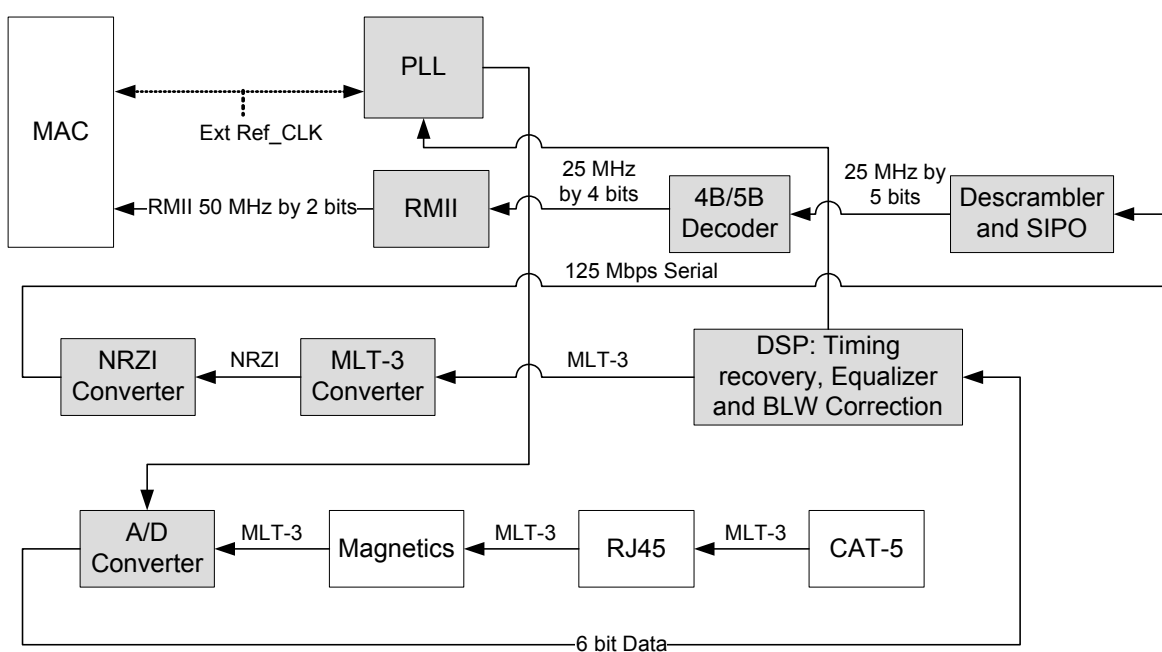 PLL
MAC
Ext Ref_CLK
25 MHz
by 4 bits
25 MHz by
5 bits
RMII 50 MHz by 2 bits
RMII
4B/5B
Decoder
Descrambler
and SIPO
125 Mbps Serial
NRZI
Converter
NRZI
MLT-3
Converter
MLT-3
DSP: Timing
recovery, Equalizer
and BLW Correction
A/D
Converter
MLT-3
Magnetics
MLT-3
RJ45
MLT-3
CAT-5
6 bit Data